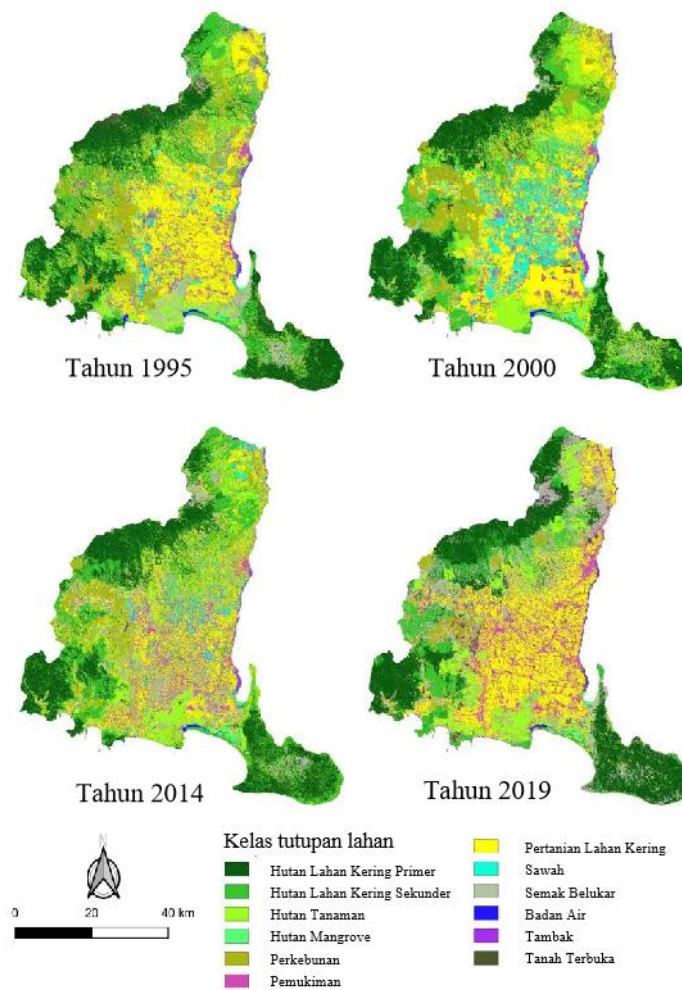 Tahun 1995
Tahun 2000
Tahun 2014
Tahun 2019
N
0 20 40 km
Kelas tutupan lahan
Hutan Lahan Kering Primer
Hutan Lahan Kering Sekunder
Hutan Tanaman
Hutan Mangrove
Perkebunan
Pemukiman
Pertanian Lahan Kering
Sawah
Semak Belukar
Badan Air
Tambak
Tanah Terbuka